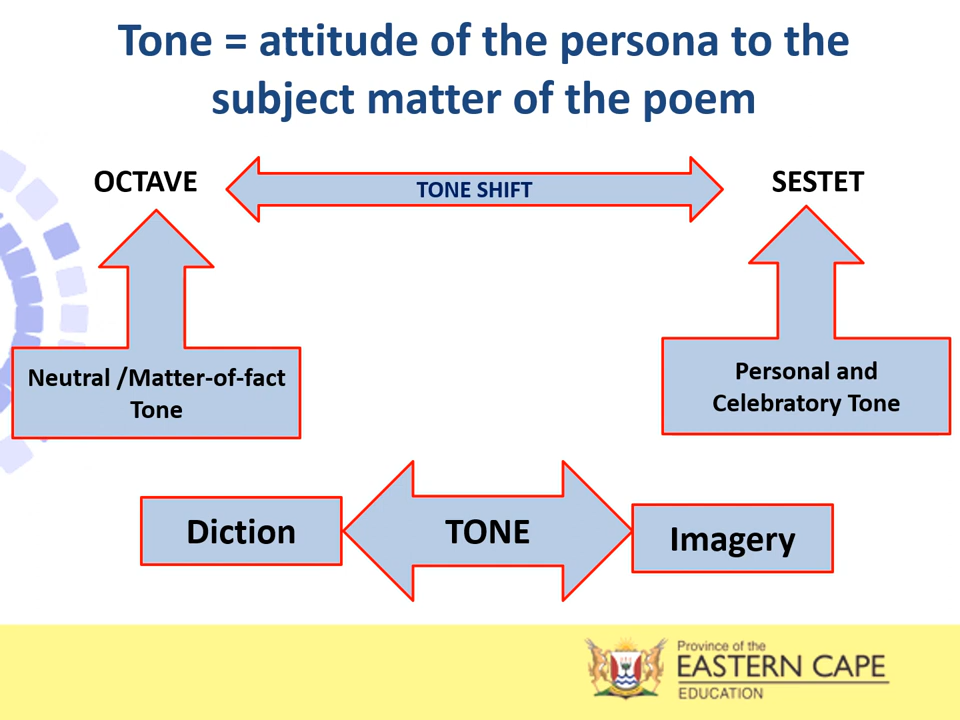 Tone = attitude of the persona to the
subject matter of the poem
OCTAVE
TONE SHIFT
SESTET
Neutral /Matter-of-fact
Tone
Personal and
Celebratory Tone
Diction
TONE
Imagery
Province of the
EASTERN CAPE
EDUCATION